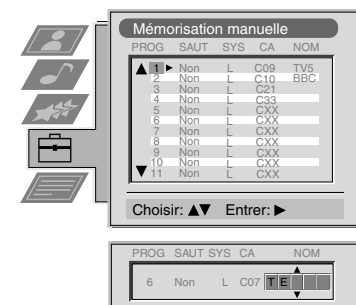 Mémorisation manuelle
PROG SAUT SYS CA NOM
1 Non L C09 TV5
2 Non L C10 BBC
3 Non L C21
4 Non L C33
5 Non L CXX
6 Non L CXX
7 Non L CXX
8 Non L CXX
9 Non L CXX
10 Non L CXX
11 Non L CXX
Choisir: ▲▼ Entrer: ▶
PROG SAUT SYS CA NOM
6 Non L C07 T E